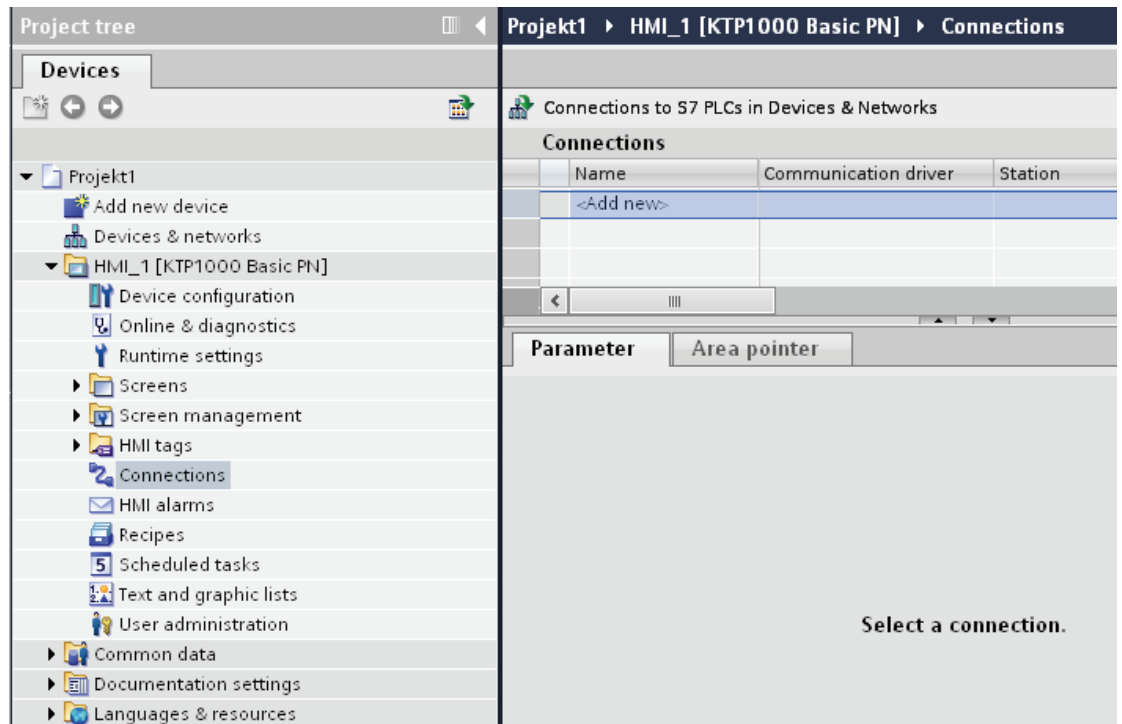 Project tree
Devices
Projekt1
Add new device
Devices & networks
HMI_1 [KTP1000 Basic PN]
Device configuration
Online & diagnostics
Runtime settings
Screens
Screen management
HMI tags
Connections
HMI alarms
Recipes
5 Scheduled tasks
Text and graphic lists
User administration
Common data
Documentation settings
Languages & resources
Projekt1 HMI_1 [KTP1000 Basic PN] Connections
Connections to S7 PLCs in Devices & Networks
Connections
Name Communication driver Station
<Add new>
Parameter Area pointer
Select a connection.